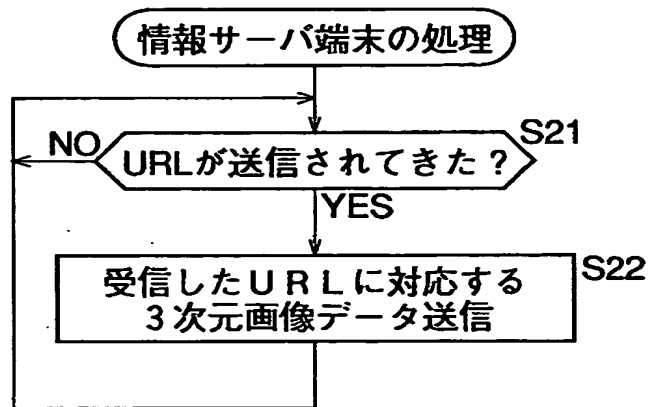 情報サーバ端末の処理
S21
NO
URLが送信されてきた？
YES
S22
受信したＵＲＬに対応する
３次元画像データ送信